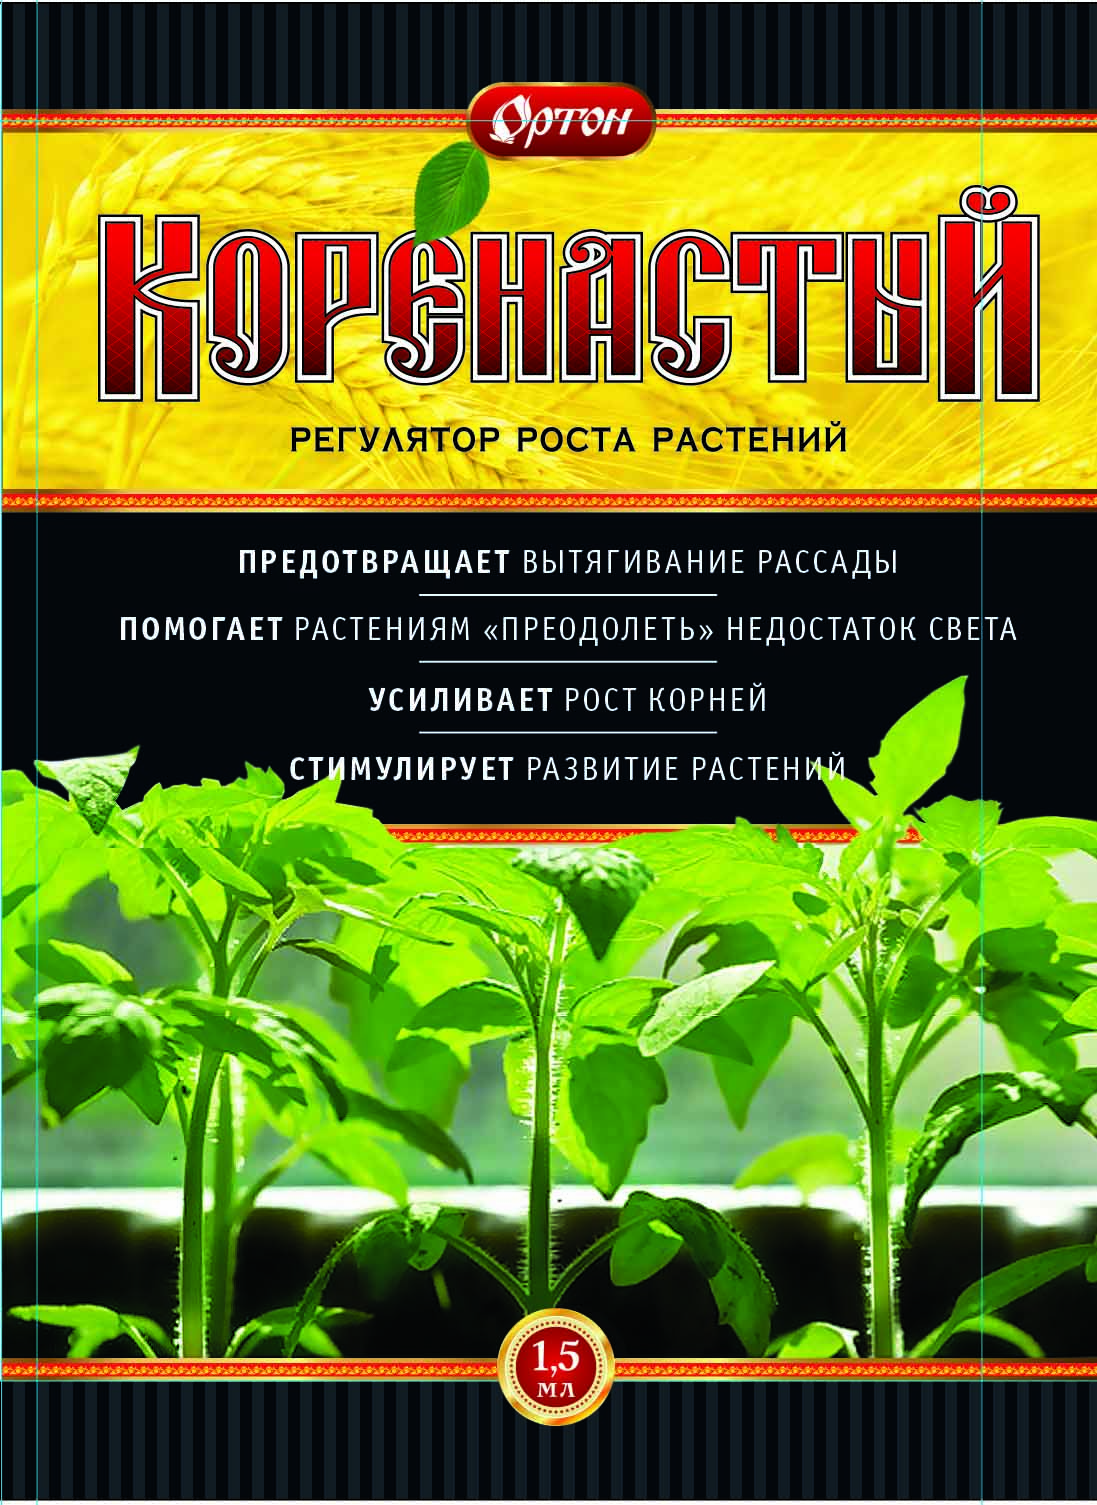 Ортон
КОРЕНАСТЫЙ
РЕГУЛЯТОР РОСТА РАСТЕНИЙ
ПРЕДОТВРАЩАЕТ ВЫТЯГИВАНИЕ РАССАДЫ
ПОМОГАЕТ РАСТЕНИЯМ «ПРЕОДОЛЕТЬ» НЕДОСТАТОК СВЕТА
УСИЛИВАЕТ РОСТ КОРНЕЙ
СТИМУЛИРУЕТ РАЗВИТИЕ РАСТЕНИЙ
1,5
мл